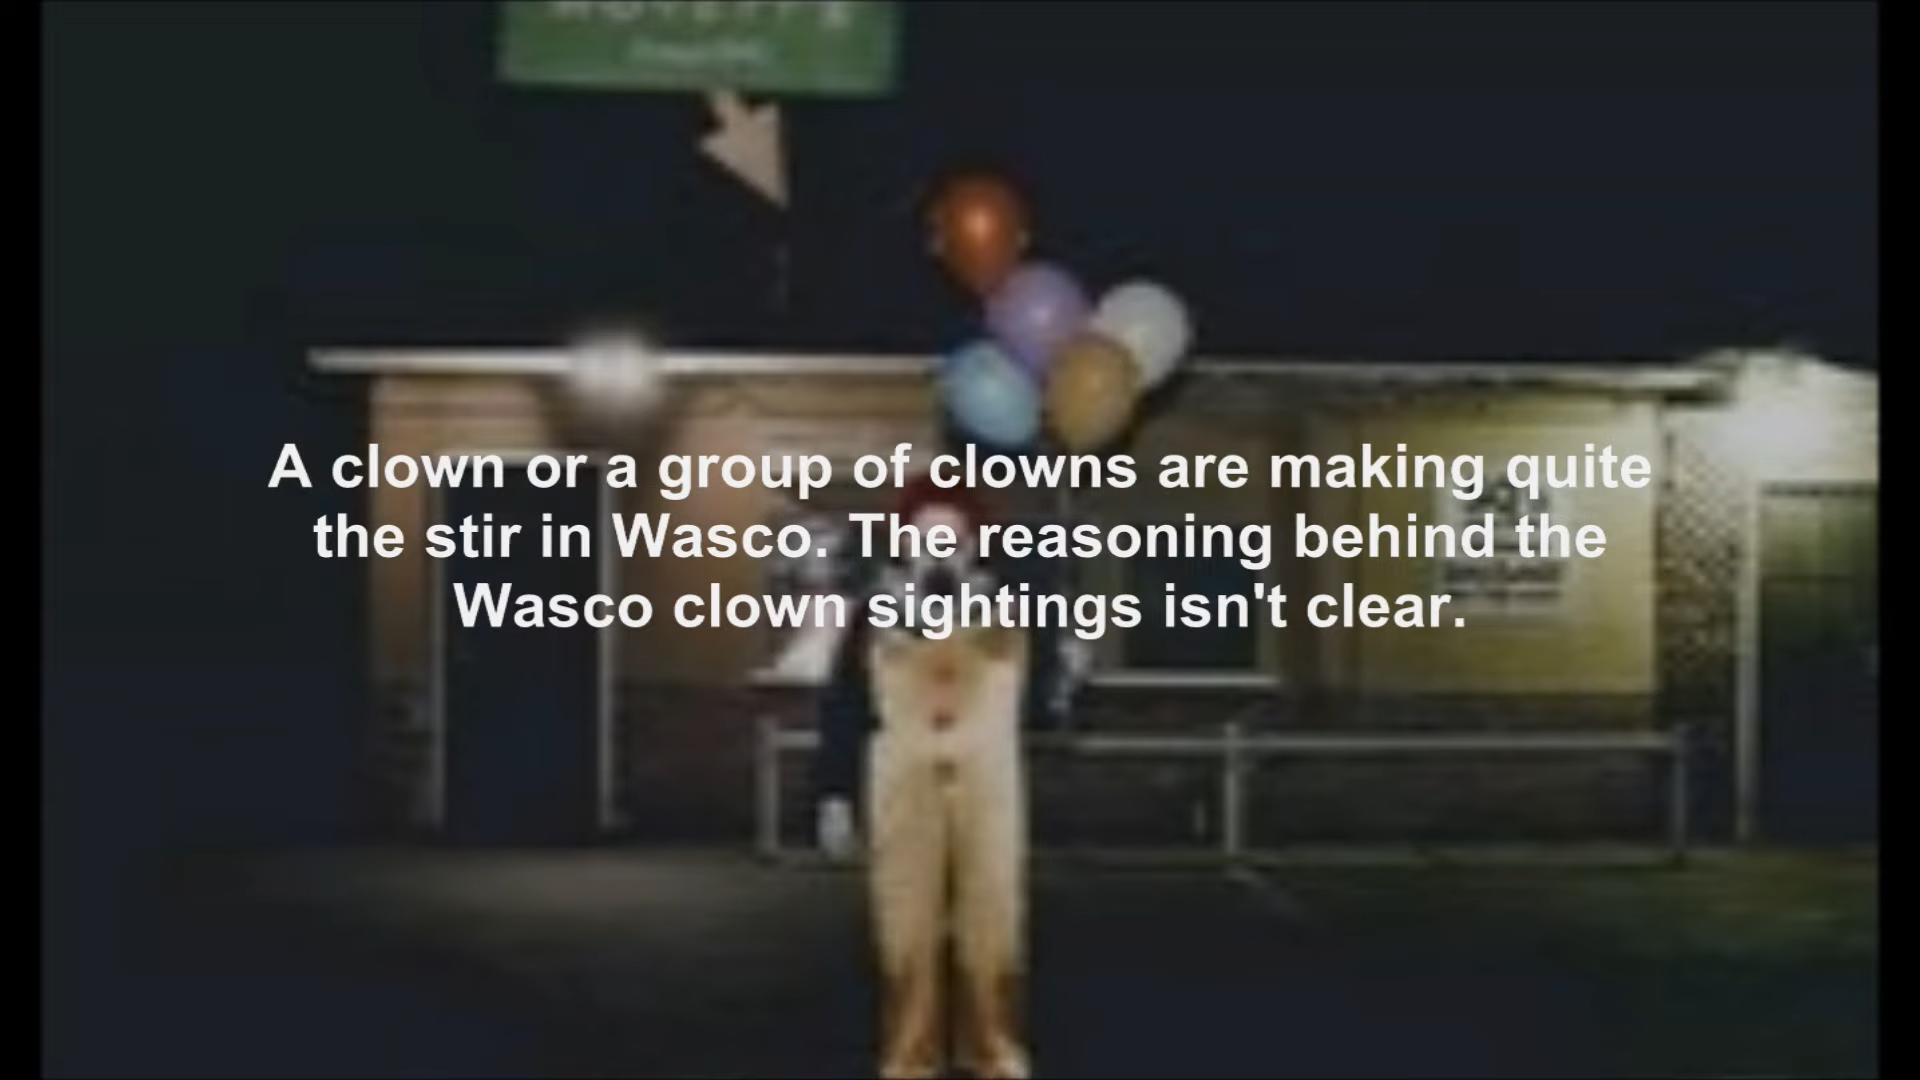 A clown or a group of clowns are making quite
the stir in Wasco. The reasoning behind the
Wasco clown sightings isn't clear.